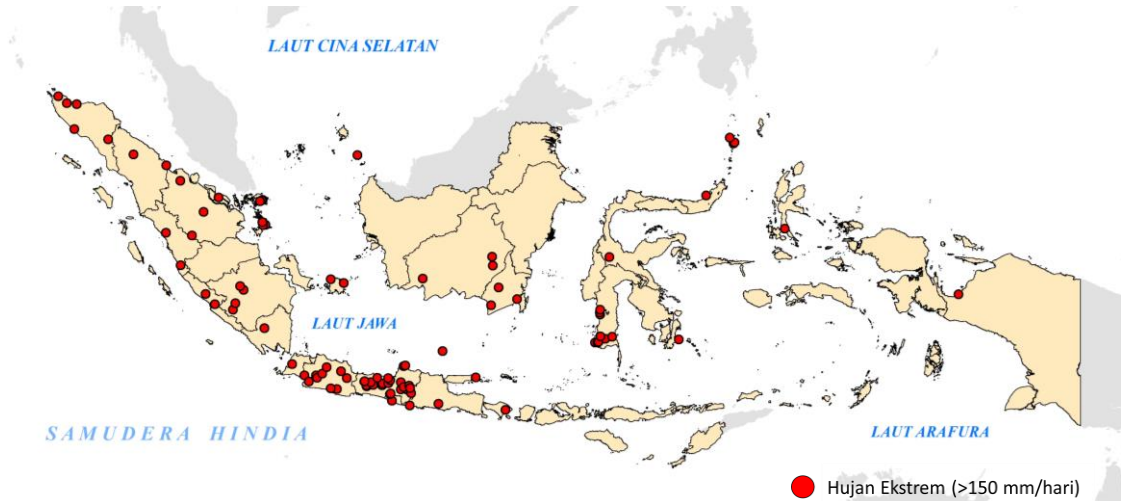 LAUT CINA SELATAN
LAUT JAWA
SAMUDERA HINDIA
LAUT ARAFURA
Hujan Ekstrem (>150 mm/hari)